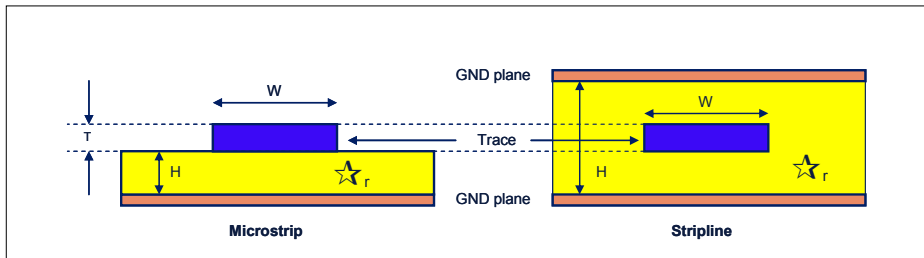 GND plane
W
W
T
Trace
H
☆r
H
☆r
GND plane
Microstrip
Stripline